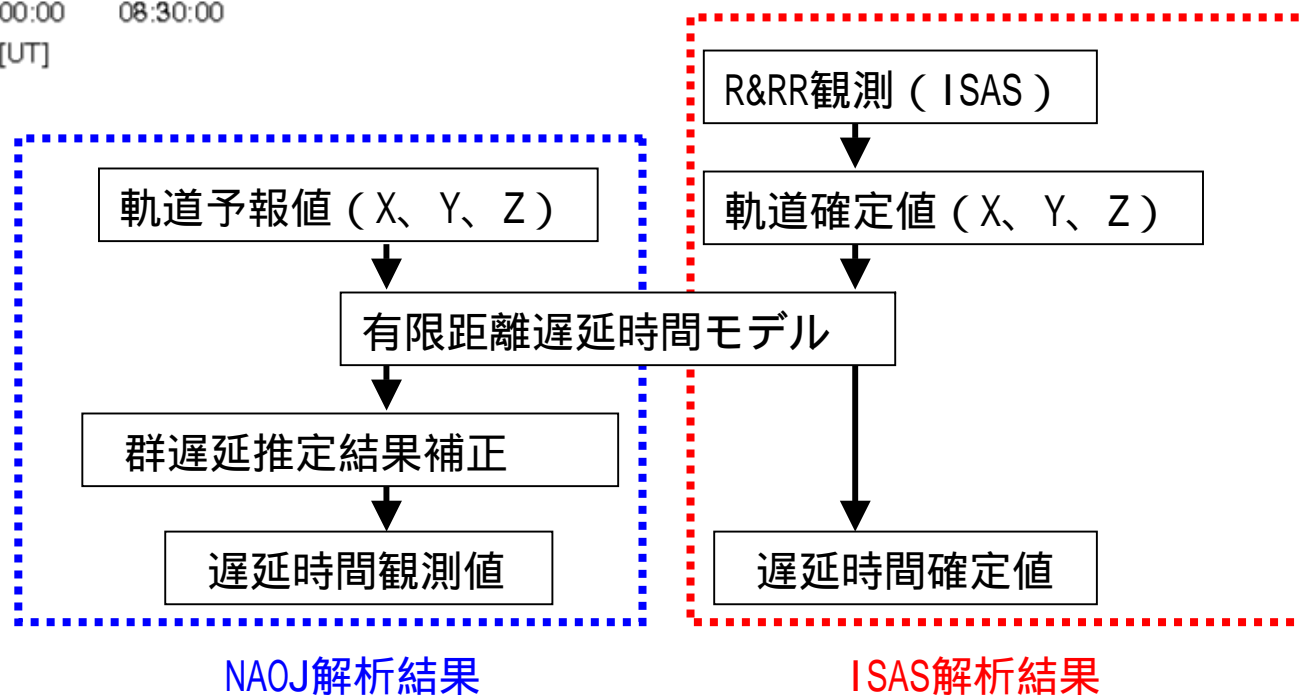 00:00 08:30:00
[UT]
R&RR観測（ISAS）
軌道予報値（X、Y、Z）
軌道確定値（X、Y、Z）
有限距離遅延時間モデル
群遅延推定結果補正
遅延時間観測値
遅延時間確定値
NAOJ解析結果
ISAS解析結果